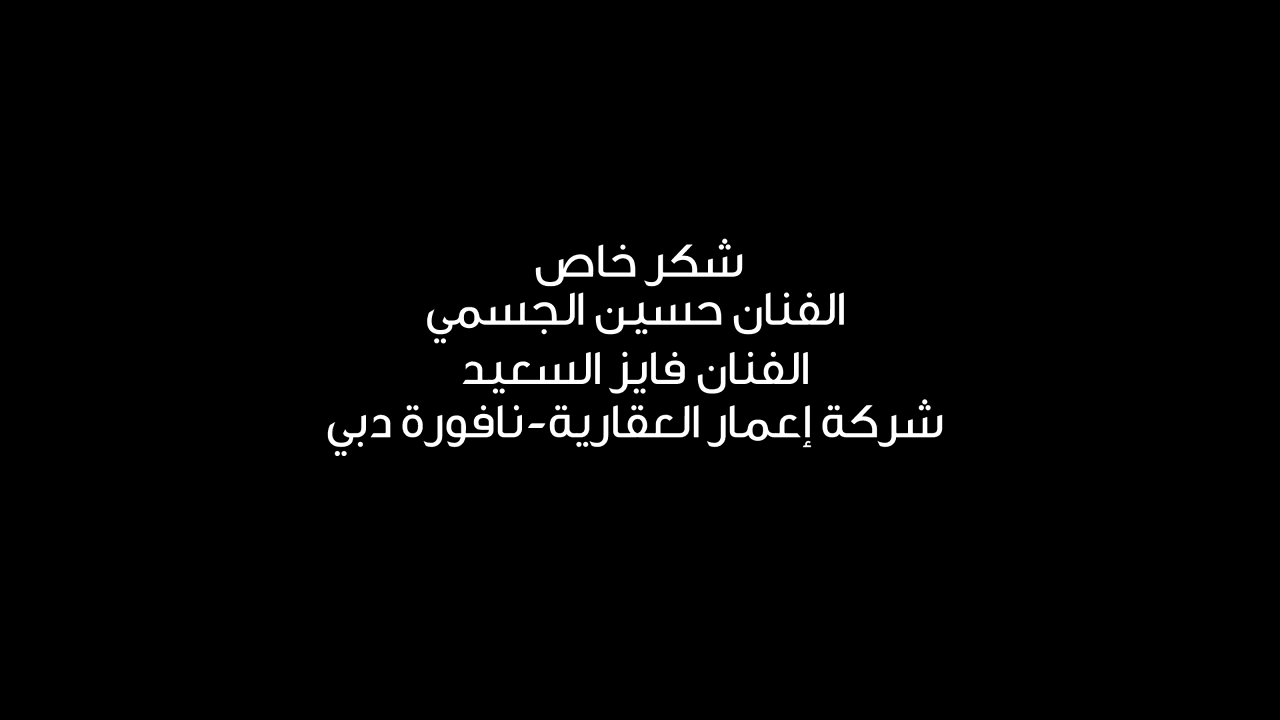 شكر خاص
الفنان حسين الجسمي
الفنان فايز السعيد
شركة إعمار العقارية-نافورة دبي